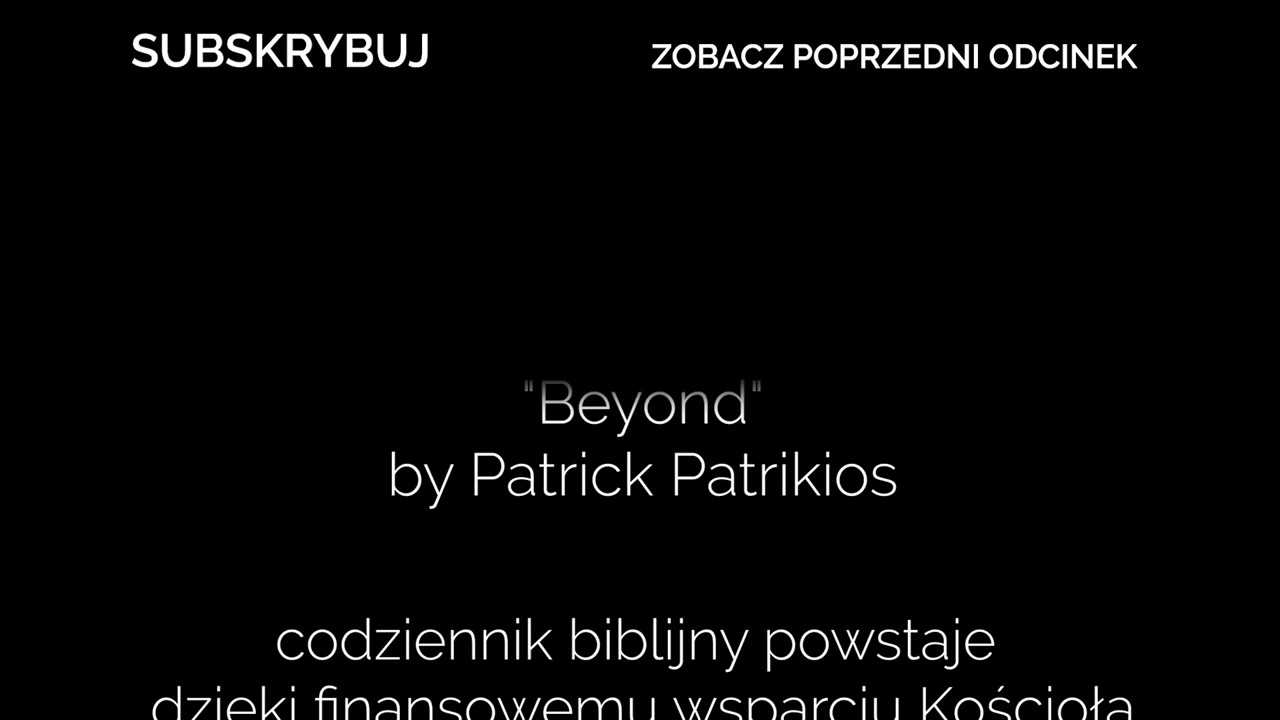 SUBSKRYBUJ
ZOBACZ POPRZEDNI ODCINEK
"Beyond"
by Patrick Patrikios
codziennik biblijny powstaje
dzięki finansowemu wsparciu Kościoła